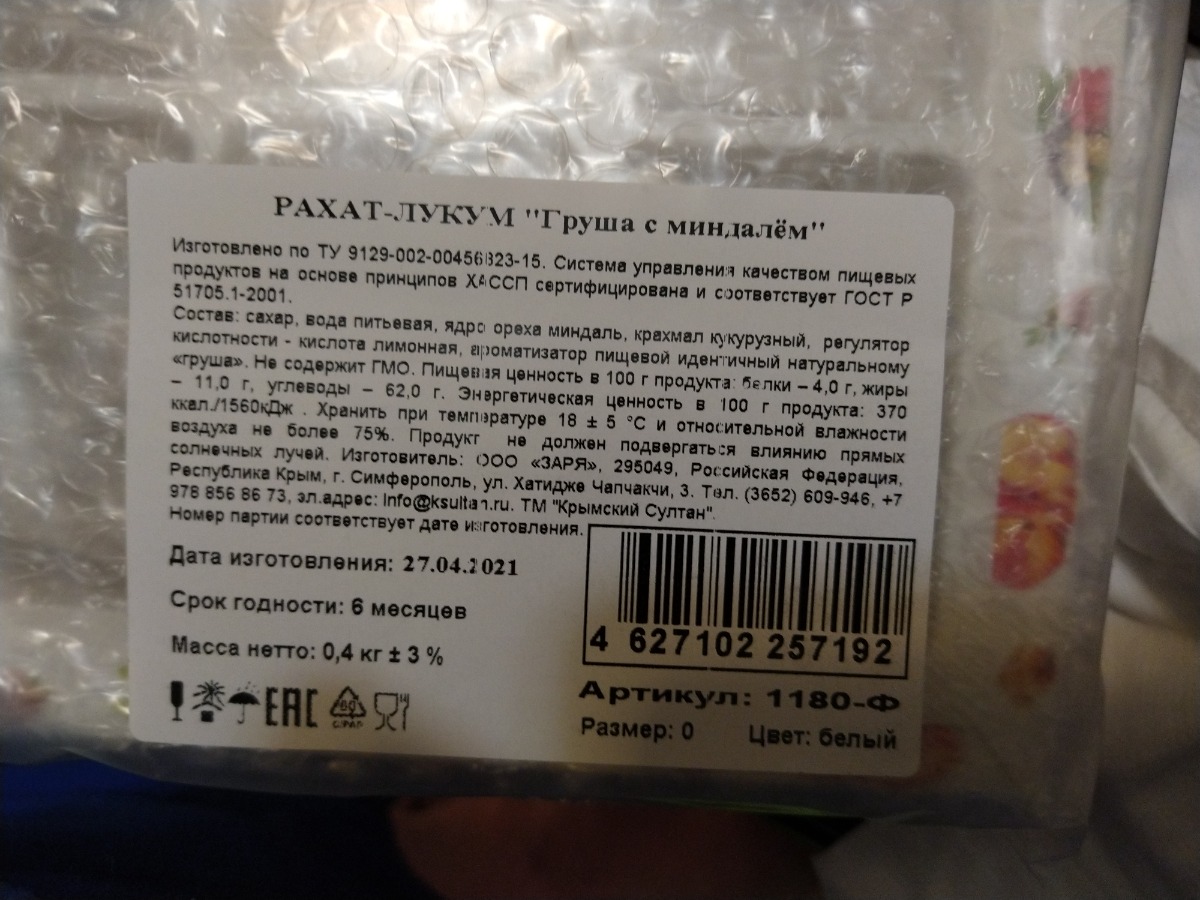 РАХАТ-ЛУКУМ "Груша с миндалём"
Изготовлено по ТУ 9129-002-00456823-15. Система управления качеством пищевых
продуктов на основе принципов ХАССП сертифицирована и соответствует ГОСТ Р
51705.1-2001.
Состав: сахар, вода питьевая, ядро ореха миндаль, крахмал кукурузный, регулятор
кислотности - кислота лимонная, ароматизатор пищевой идентичный натуральному
«груша». Не содержит ГМО. Пищевая ценность в 100 г продукта: белки – 4,0 г, жиры
– 11,0 г, углеводы – 62,0 г. Энергетическая ценность в 100 г продукта: 370
ккал./1560кДж . Хранить при температуре 18 ± 5 °C и относительной влажности
воздуха не более 75%. Продукт не должен подвергаться влиянию прямых
солнечных лучей. Изготовитель: ООО «ЗАРЯ», 295049, Российская Федерация,
Республика Крым, г. Симферополь, ул. Хатидже Чапчакчи, 3. Тел. (3652) 609-946, +7
978 856 86 73, эл.адрес: info@ksultan.ru. ТМ "Крымский Султан".
Номер партии соответствует дате изготовления.
Дата изготовления: 27.04.2021
Срок годности: 6 месяцев
Масса нетто: 0,4 кг ± 3 %
4 627102 257192
Артикул: 1180-Ф
Размер: 0 Цвет: белый
EAC
60
C/PAP